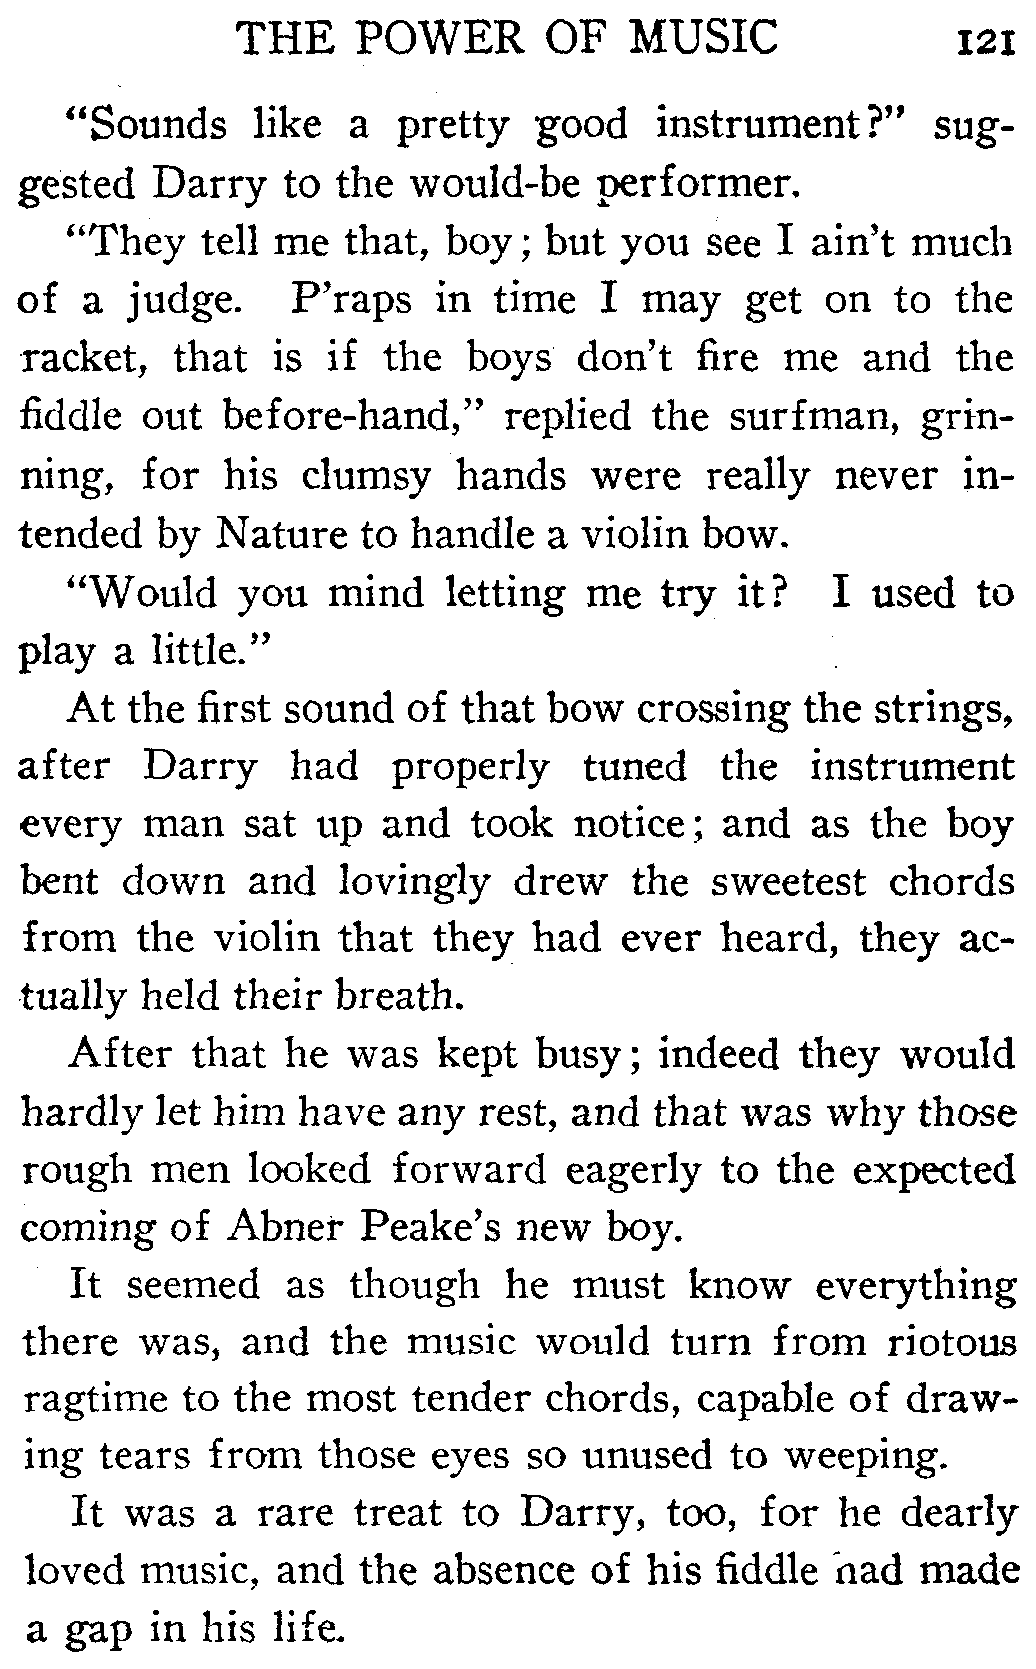 THE POWER OF MUSIC 121
“Sounds like a pretty good instrument?” sug-
gested Darry to the would-be performer.
“They tell me that, boy; but you see I ain’t much
of a judge. P’raps in time I may get on to the
racket, that is if the boys don’t fire me and the
fiddle out before-hand,” replied the surfman, grin-
ning, for his clumsy hands were really never in-
tended by Nature to handle a violin bow.
“Would you mind letting me try it? I used to
play a little.”
At the first sound of that bow crossing the strings,
after Darry had properly tuned the instrument
every man sat up and took notice; and as the boy
bent down and lovingly drew the sweetest chords
from the violin that they had ever heard, they ac-
tually held their breath.
After that he was kept busy; indeed they would
hardly let him have any rest, and that was why those
rough men looked forward eagerly to the expected
coming of Abner Peake’s new boy.
It seemed as though he must know everything
there was, and the music would turn from riotous
ragtime to the most tender chords, capable of draw-
ing tears from those eyes so unused to weeping.
It was a rare treat to Darry, too, for he dearly
loved music, and the absence of his fiddle had made
a gap in his life.